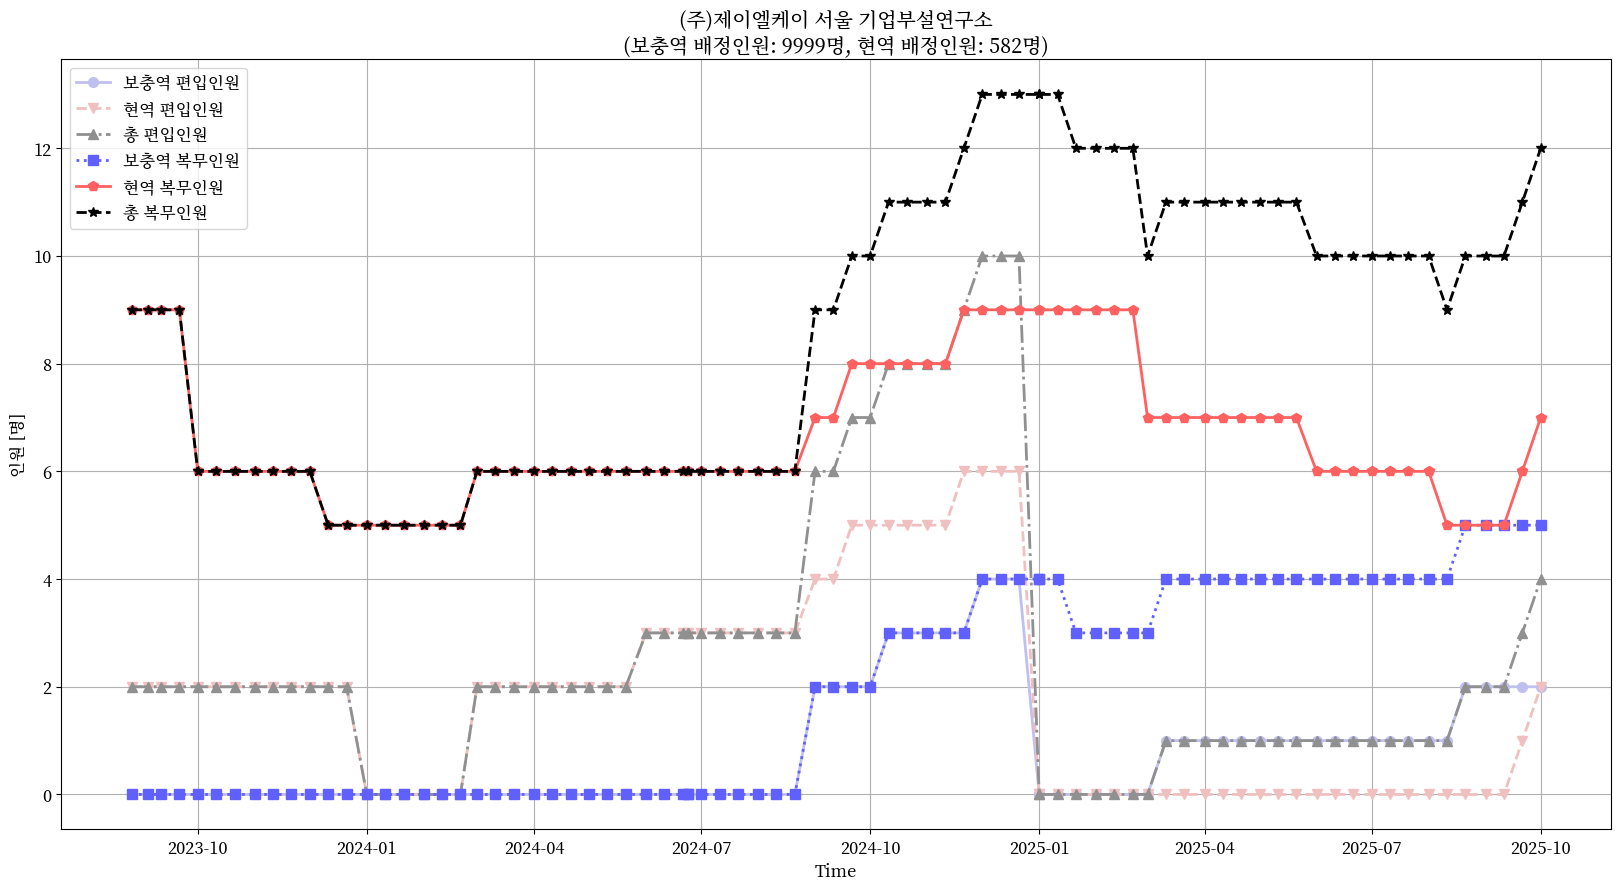 (주)제이엘케이 서울 기업부설연구소
(보충역 배정인원: 9999명, 현역 배정인원: 582명)
보충역 편입인원
현역 편입인원
총 편입인원
보충역 복무인원
현역 복무인원
총 복무인원
인원 [명]
12
10
8
6
4
2
0
2023-10
2024-01
2024-04
2024-07
2024-10
2025-01
2025-04
2025-07
2025-10
Time